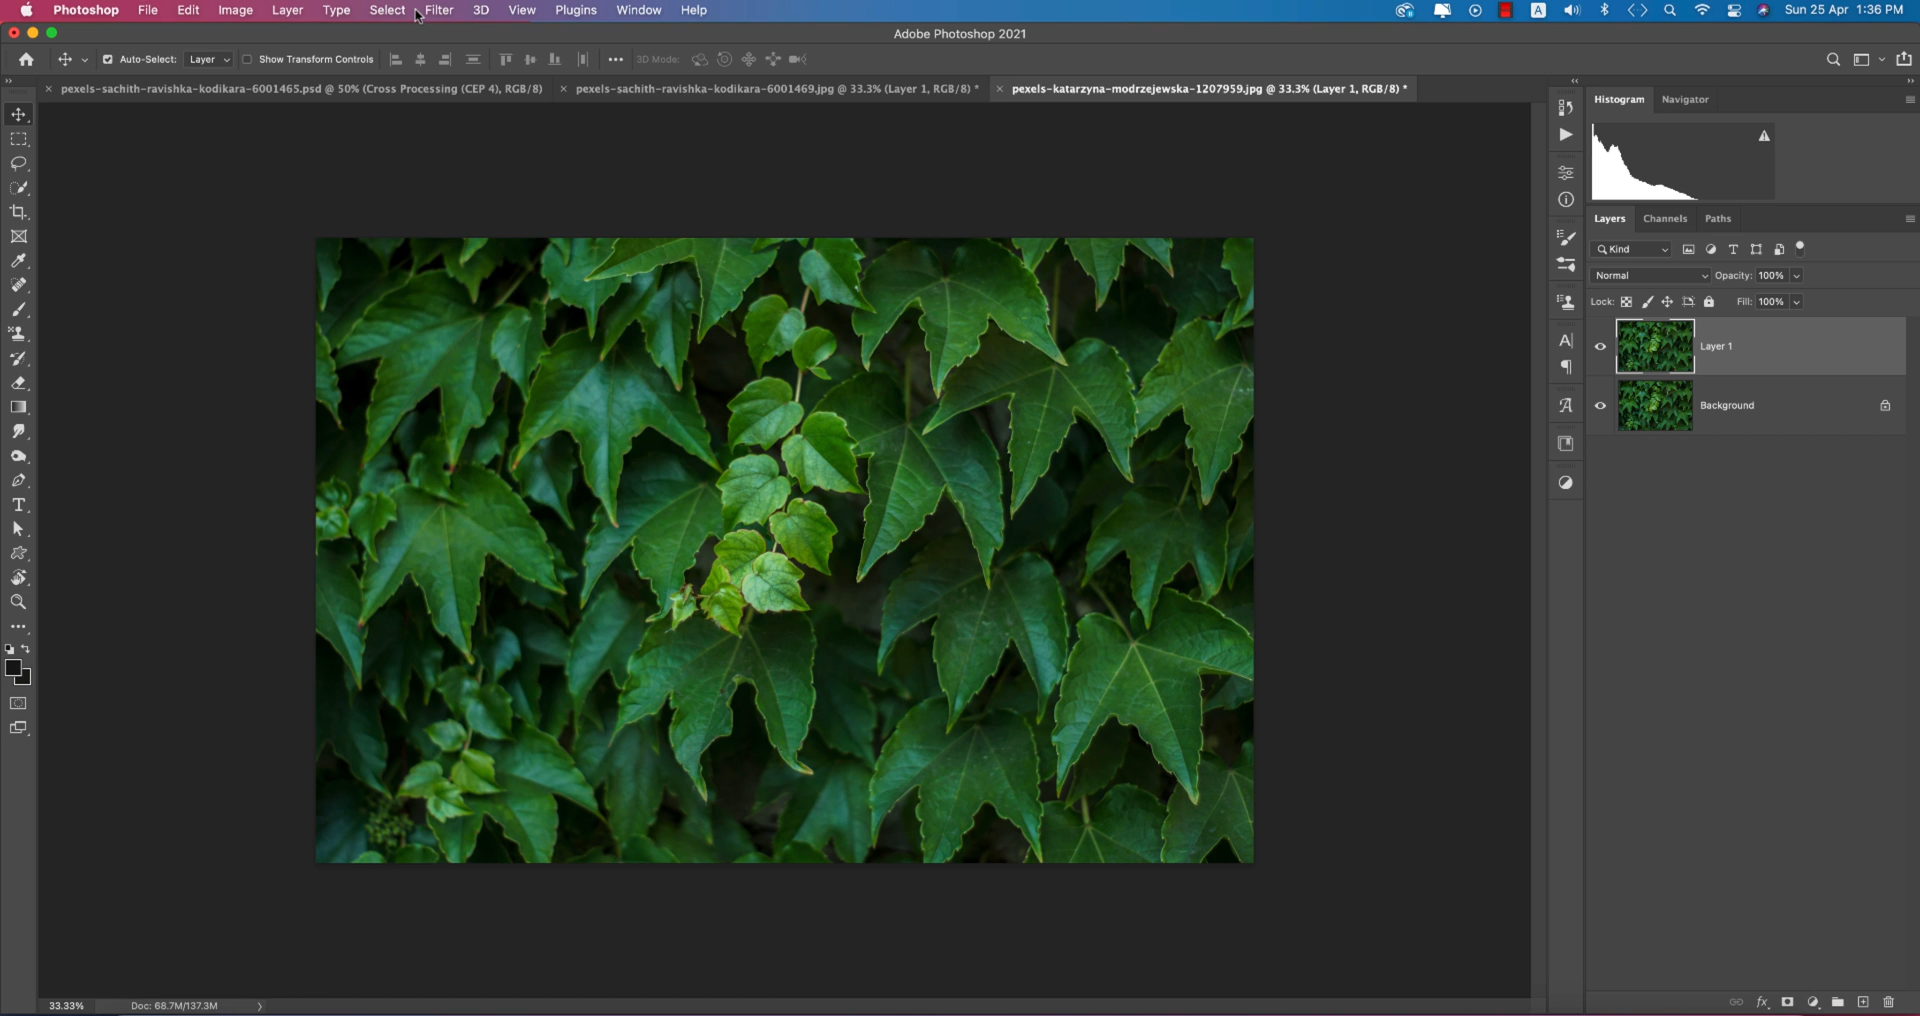 Photoshop File Edit Image Layer Type Select Filter 3D View Plugins Window Help A Sun 25 Apr 1:36 PM
Adobe Photoshop 2021
Auto-Select: Layer Show Transform Controls 3D Mode:
pexels-sachith-ravishka-kodikara-6001465.psd @ 50% (Cross Processing (CEP 4), RGB/8)
pexels-sachith-ravishka-kodikara-6001469.jpg @ 33.3% (Layer 1, RGB/8) *
pexels-katarzyna-modrzejewska-1207959.jpg @ 33.3% (Layer 1, RGB/8) *
Histogram Navigator
Layers Channels Paths
Kind
Normal Opacity: 100%
Lock: Fill: 100%
Layer 1
Background
33.33% Doc: 68.7M/137.3M